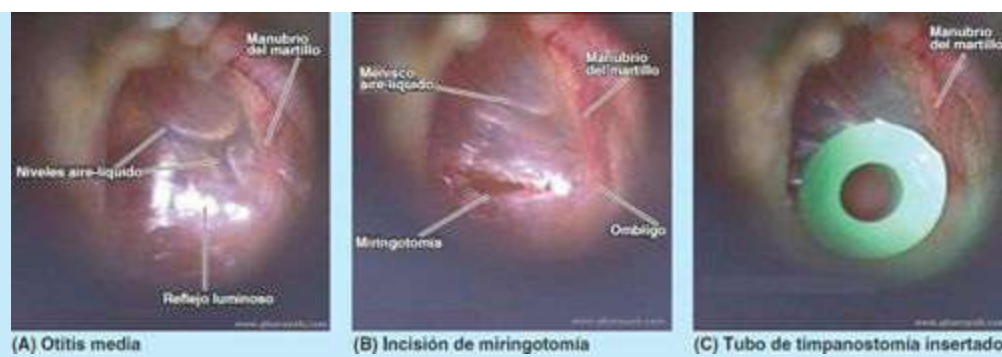 Manubrio
del martillo
Niveles aire-líquido
Reflejo luminoso
(A) Otitis media
Menisco
aire-líquido
Manubrio
del martillo
Miringotomía
Ombligo
(B) Incisión de miringotomía
Manubrio
del martillo
(C) Tubo de timpanostomía insertado